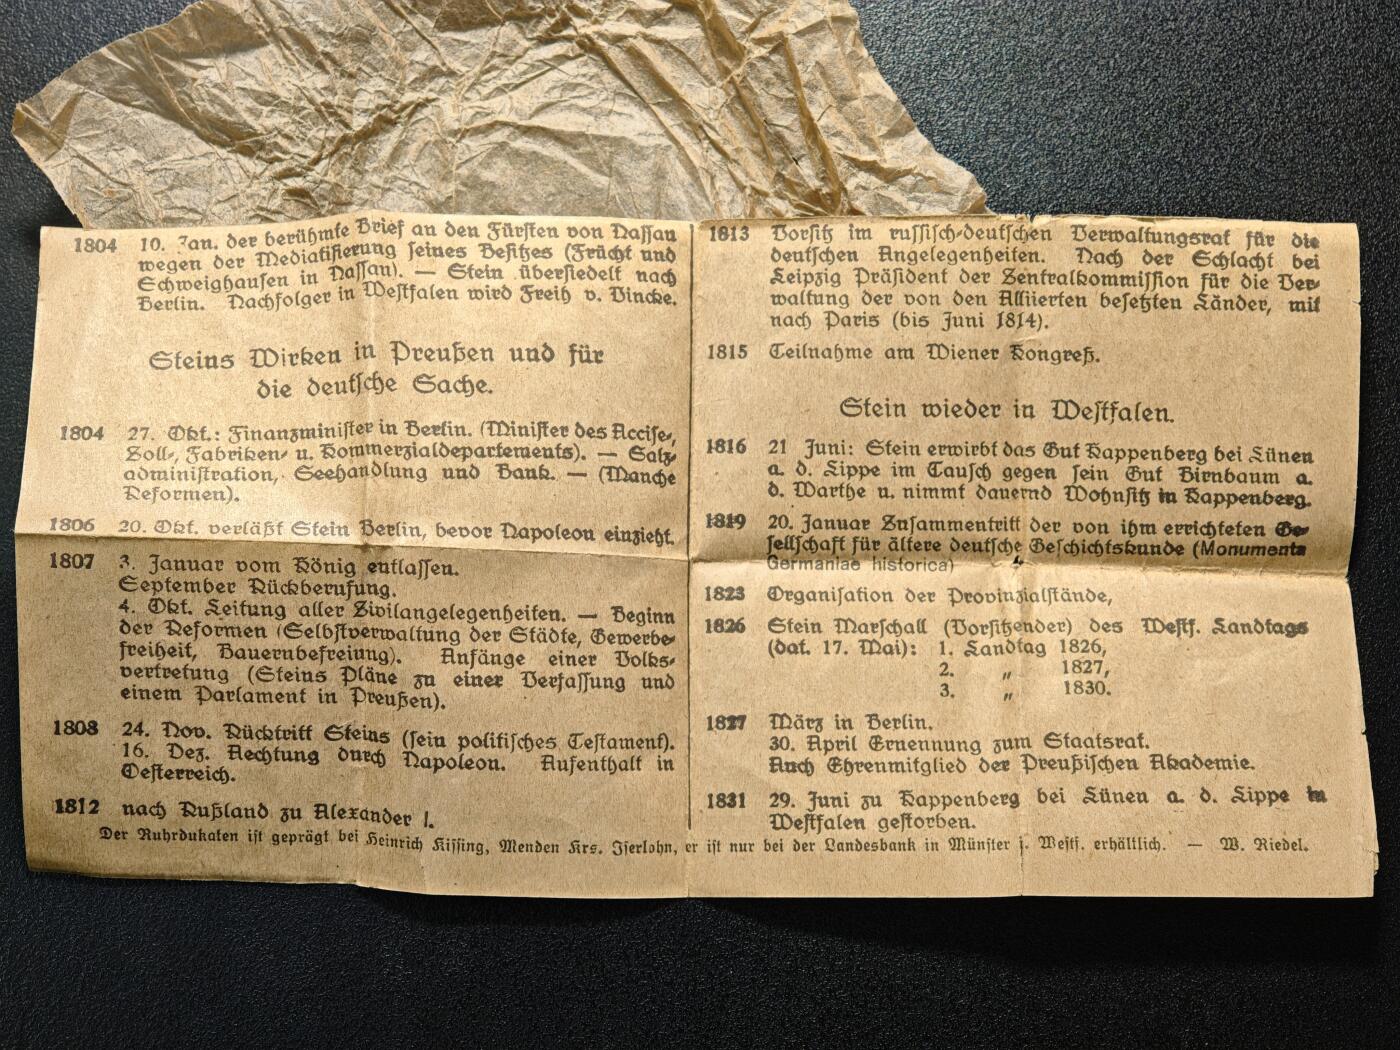 1804 10. Jan. der berühmte Brief an den Fürsten von Nassau
wegen der Mediatisierung seines Besitzes (Frücht und
Schweighausen in Nassau). — Stein übersiedelt nach
Berlin. Nachfolger in Westfalen wird Freih v. Vincke.
Steins Wirken in Preußen und für
die deutsche Sache.
1804 27. Okt.: Finanzminister in Berlin. (Minister des Accise-,
Zoll-, Fabriken- u. Kommerzialdepartements). — Salz-
administration, Seehandlung und Bank. — (Manche
Reformen).
1806 20. Okt. verläßt Stein Berlin, bevor Napoleon einzieht.
1807 3. Januar vom König entlassen.
September Rückberufung.
4. Okt. Leitung aller Zivilangelegenheiten. — Beginn
der Reformen (Selbstverwaltung der Städte, Gewerbe-
freiheit, Bauernbefreiung). Anfänge einer Volks-
vertretung (Steins Pläne zu einer Verfassung und
einem Parlament in Preußen).
1808 24. Nov. Rücktritt Steins (sein politisches Testament).
16. Dez. Aechtung durch Napoleon. Aufenthalt in
Oesterreich.
1812 nach Rußland zu Alexander I.
1813 Vorsitz im russisch-deutschen Verwaltungsrat für die
deutschen Angelegenheiten. Nach der Schlacht bei
Leipzig Präsident der Zentralkommission für die Ver-
waltung der von den Alliierten besetzten Länder, mit
nach Paris (bis Juni 1814).
1815 Teilnahme am Wiener Kongreß.
Stein wieder in Westfalen.
1816 21 Juni: Stein erwirbt das Gut Kappenberg bei Lünen
a. d. Lippe im Tausch gegen sein Gut Birnbaum a.
d. Warthe u. nimmt dauernd Wohnsitz in Kappenberg.
1819 20. Januar Zusammentritt der von ihm errichteten Ge-
sellschaft für ältere deutsche Geschichtskunde (Monumenta
Germaniae historica)
1823 Organisation der Provinzialstände,
1826 Stein Marschall (Vorsitzender) des Westf. Landtags
(dat. 17. Mai): 1. Landtag 1826,
2. „ 1827,
3. „ 1830.
1827 März in Berlin.
30. April Ernennung zum Staatsrat.
Auch Ehrenmitglied der Preußischen Akademie.
1831 29. Juni zu Kappenberg bei Lünen a. d. Lippe in
Westfalen gestorben.
Der Ruhrdukaten ist geprägt bei Heinrich Kissing, Menden Krs. Iserlohn, er ist nur bei der Landesbank in Münster i. Westf. erhältlich. — W. Riedel.